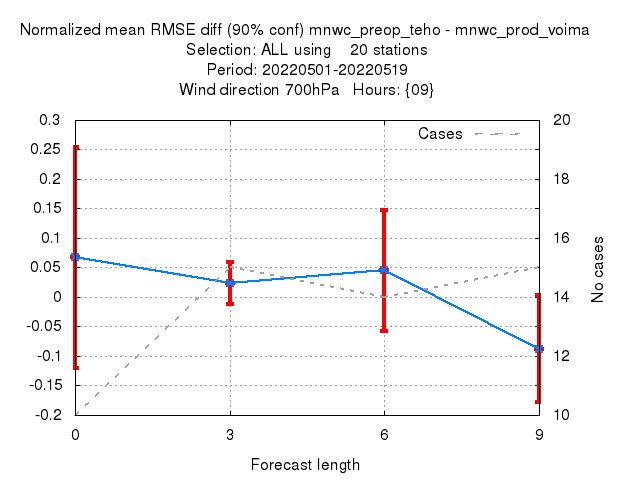 Normalized mean RMSE diff (90% conf) mnwc_preop_teho - mnwc_prod_voima
Selection: ALL using 20 stations
Period: 20220501-20220519
Wind direction 700hPa Hours: {09}
Cases
0.3
0.25
0.2
0.15
0.1
0.05
0
-0.05
-0.1
-0.15
-0.2
20
18
16
14
12
10
No cases
0 3 6 9
Forecast length